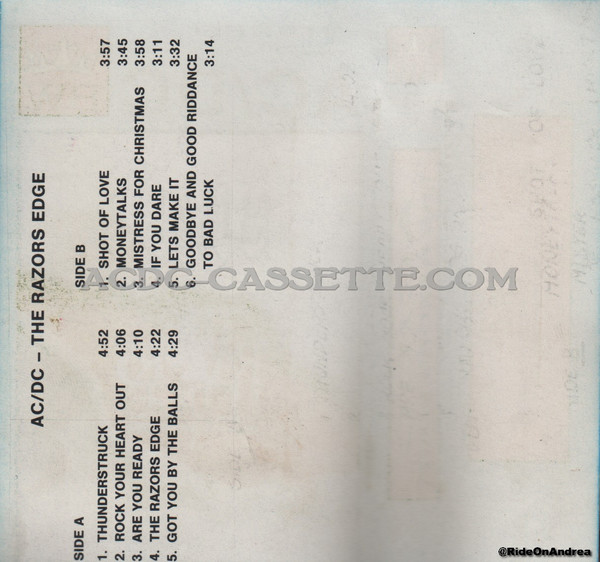 AC/DC – THE RAZORS EDGE
SIDE A
1. THUNDERSTRUCK 4:52
2. ROCK YOUR HEART OUT 4:06
3. ARE YOU READY 4:10
4. THE RAZORS EDGE 4:22
5. GOT YOU BY THE BALLS 4:29
SIDE B
1. SHOT OF LOVE 3:57
2. MONEYTALKS 3:45
3. MISTRESS FOR CHRISTMAS 3:58
4. IF YOU DARE 3:11
5. LETS MAKE IT 3:32
6. GOODBYE AND GOOD RIDDANCE
TO BAD LUCK 3:14
ACDC-CASSETTE.COM
@RideOnAndrea